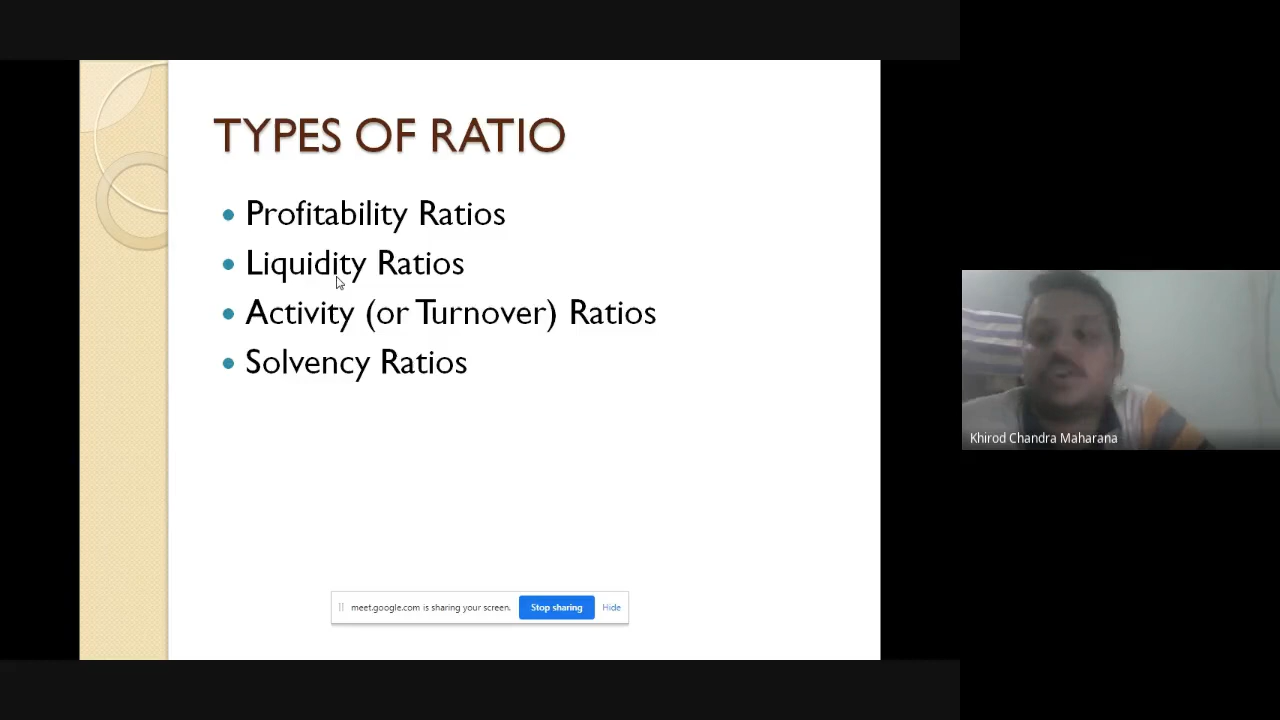 TYPES OF RATIO
Profitability Ratios
Liquidity Ratios
Activity (or Turnover) Ratios
Solvency Ratios
Khirod Chandra Maharana
meet.google.com is sharing your screen. Stop sharing Hide